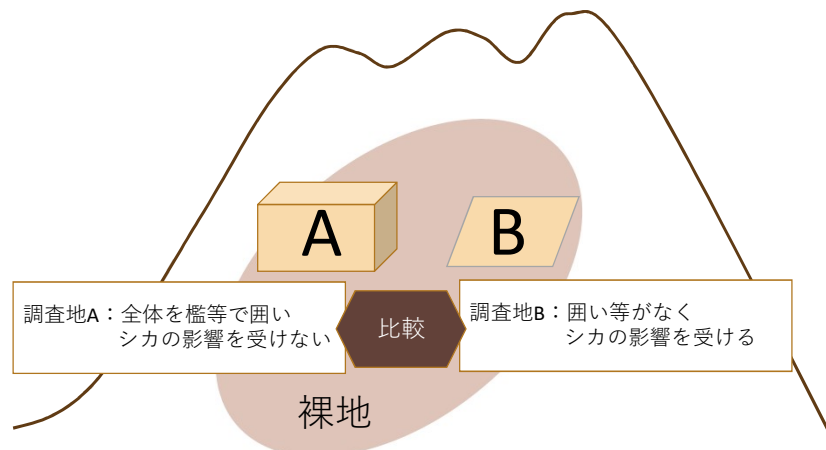 A
B
調査地A：全体を檻等で囲い
シカの影響を受けない
比較
調査地B：囲い等がなく
シカの影響を受ける
裸地